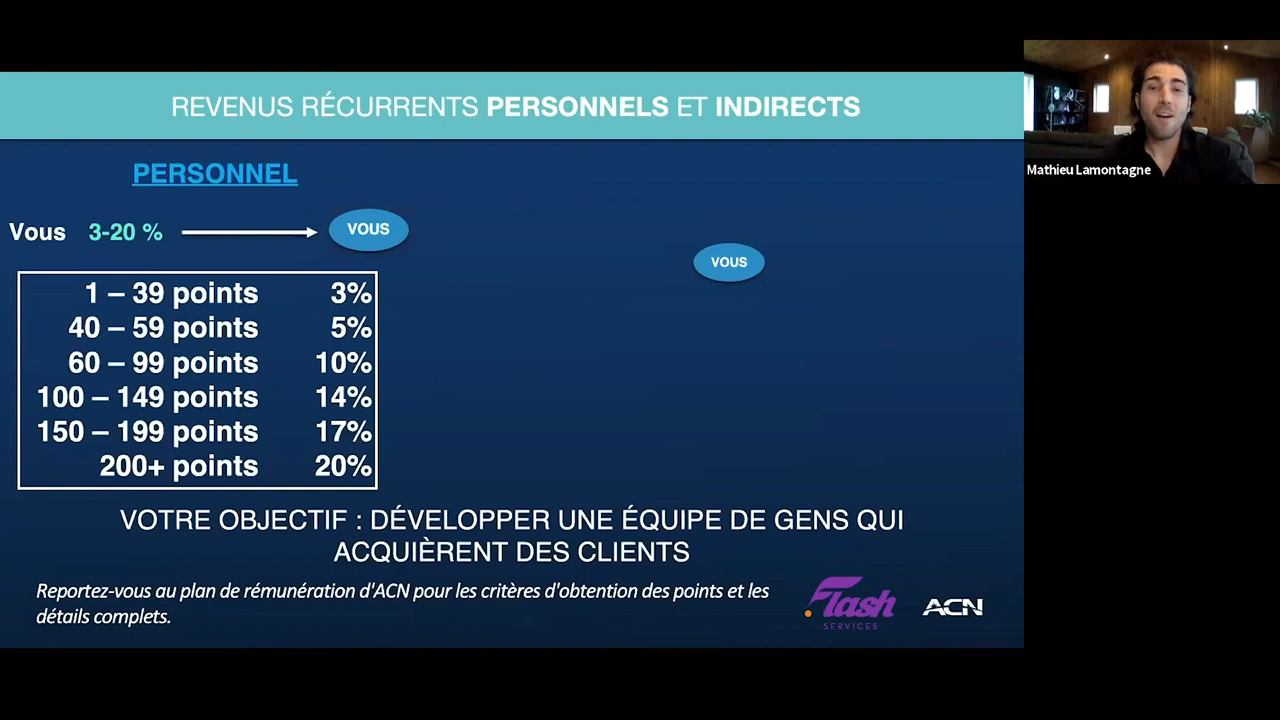 REVENUS RÉCURRENTS PERSONNELS ET INDIRECTS
PERSONNEL
Vous 3-20 % VOUS
VOUS
1 – 39 points 3%
40 – 59 points 5%
60 – 99 points 10%
100 – 149 points 14%
150 – 199 points 17%
200+ points 20%
VOTRE OBJECTIF : DÉVELOPPER UNE ÉQUIPE DE GENS QUI
ACQUIÈRENT DES CLIENTS
Reportez-vous au plan de rémunération d'ACN pour les critères d'obtention des points et les
détails complets.
Flash
SERVICES
ACN
Mathieu Lamontagne